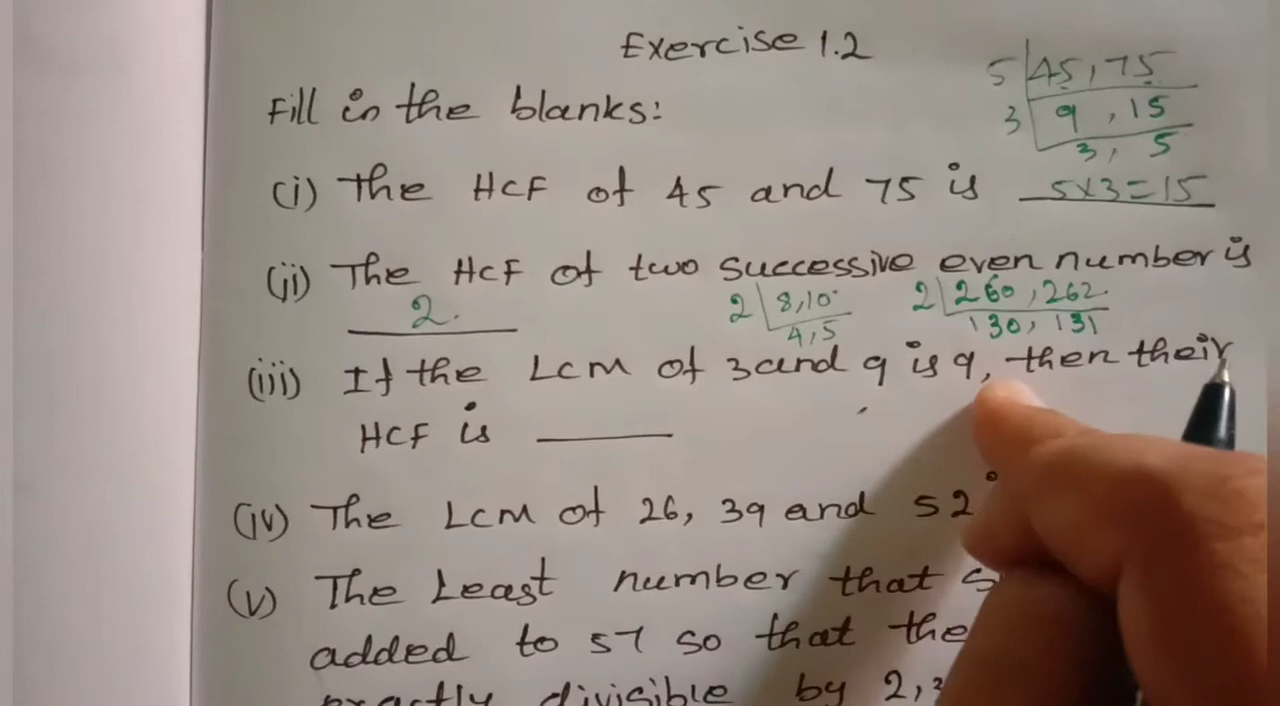 Exercise 1.2
5 45, 75
Fill in the blanks:
3 9, 15
3, 5
(i) The HCF of 45 and 75 is 5x3=15
(ii) The HCF of two successive even number is
2. 2 8,10 2 260, 262
4,5 130, 131
(iii) If the LCM of 3 and 9 is 9, then their
HCF is
(iv) The LCM of 26, 39 and 52
(v) The Least number that
added to 57 so that the
exactly divisible by 2,